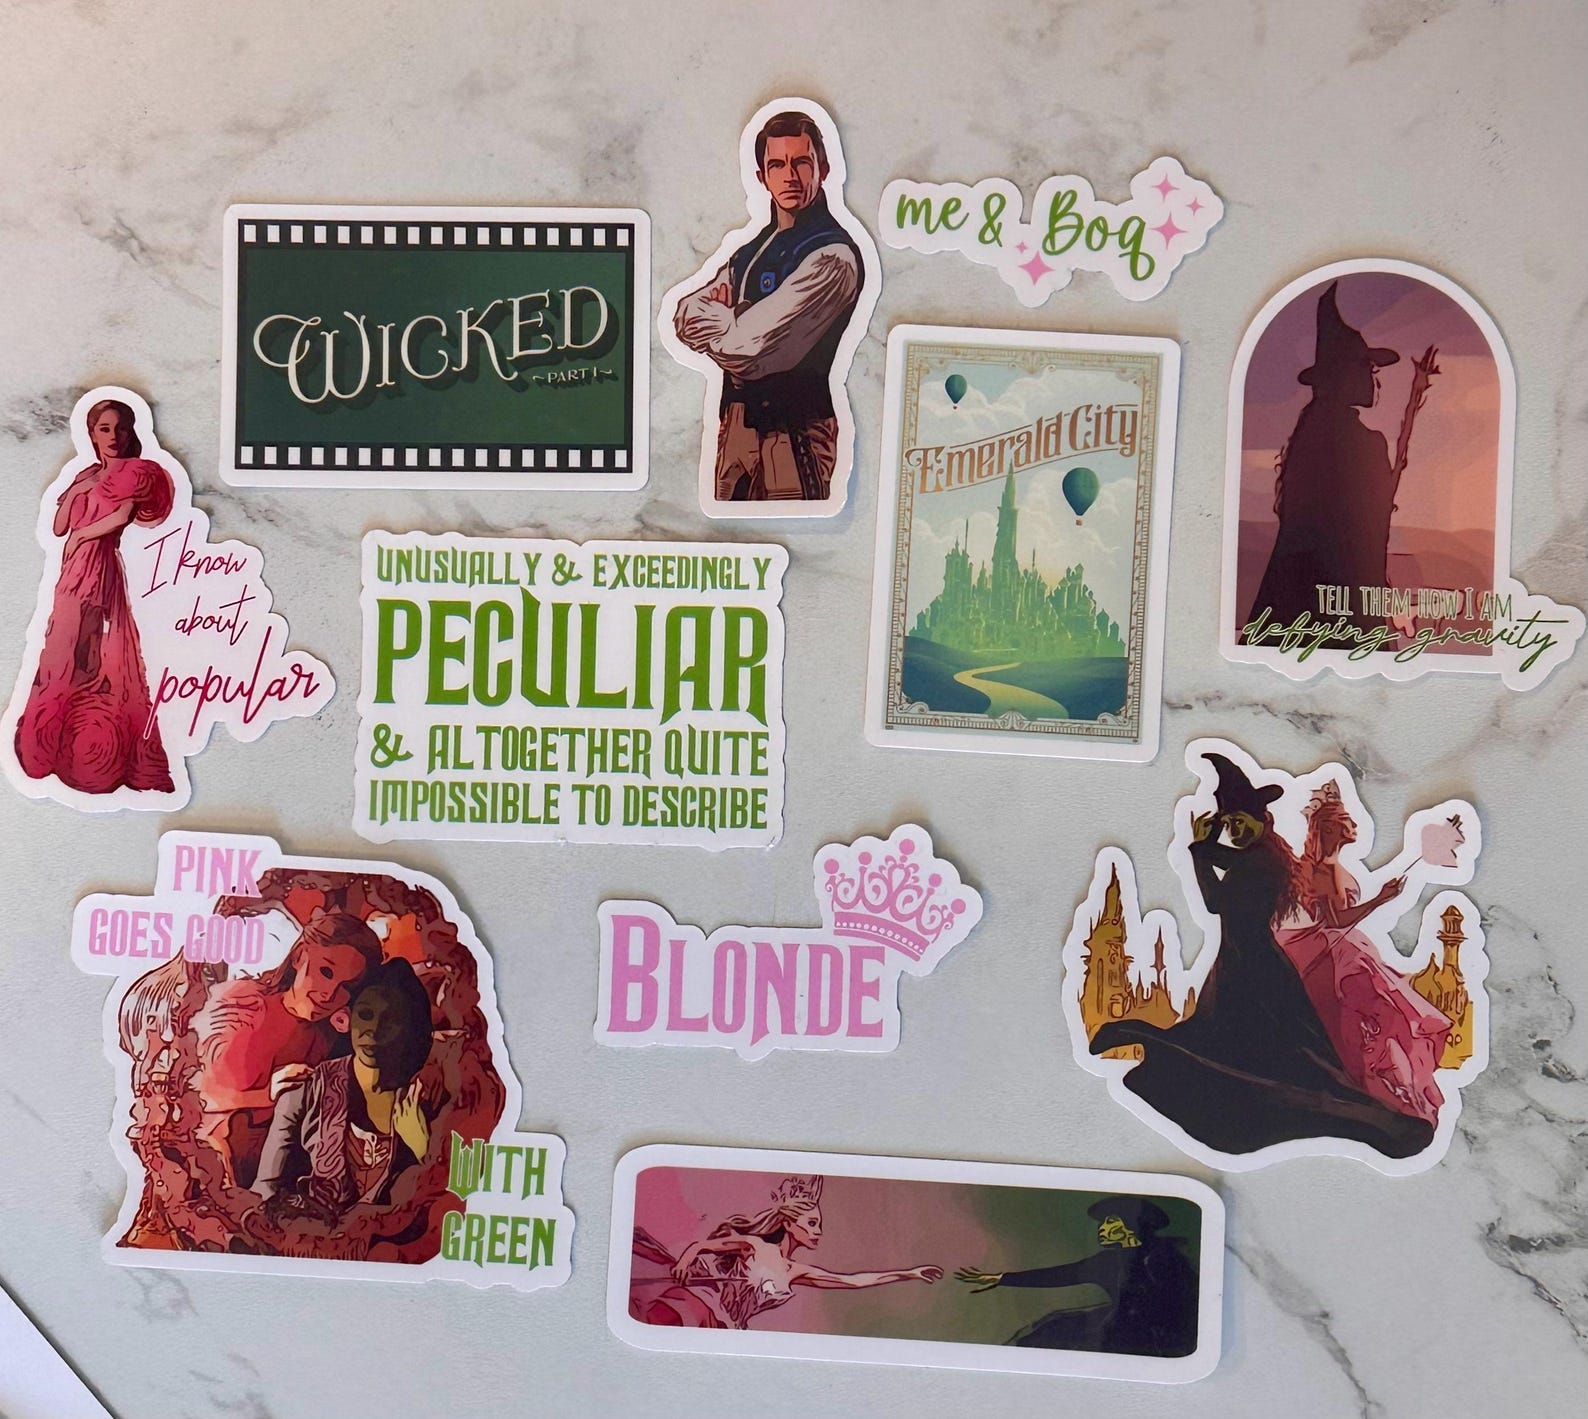 me & Boq
WICKED
~PART I~
Emerald City
I know
about
popular
UNUSUALLY & EXCEEDINGLY
PECULIAR
& ALTOGETHER QUITE
IMPOSSIBLE TO DESCRIBE
TELL THEM HOW I AM
defying gravity
PINK
GOES GOOD
WITH
GREEN
BLONDE